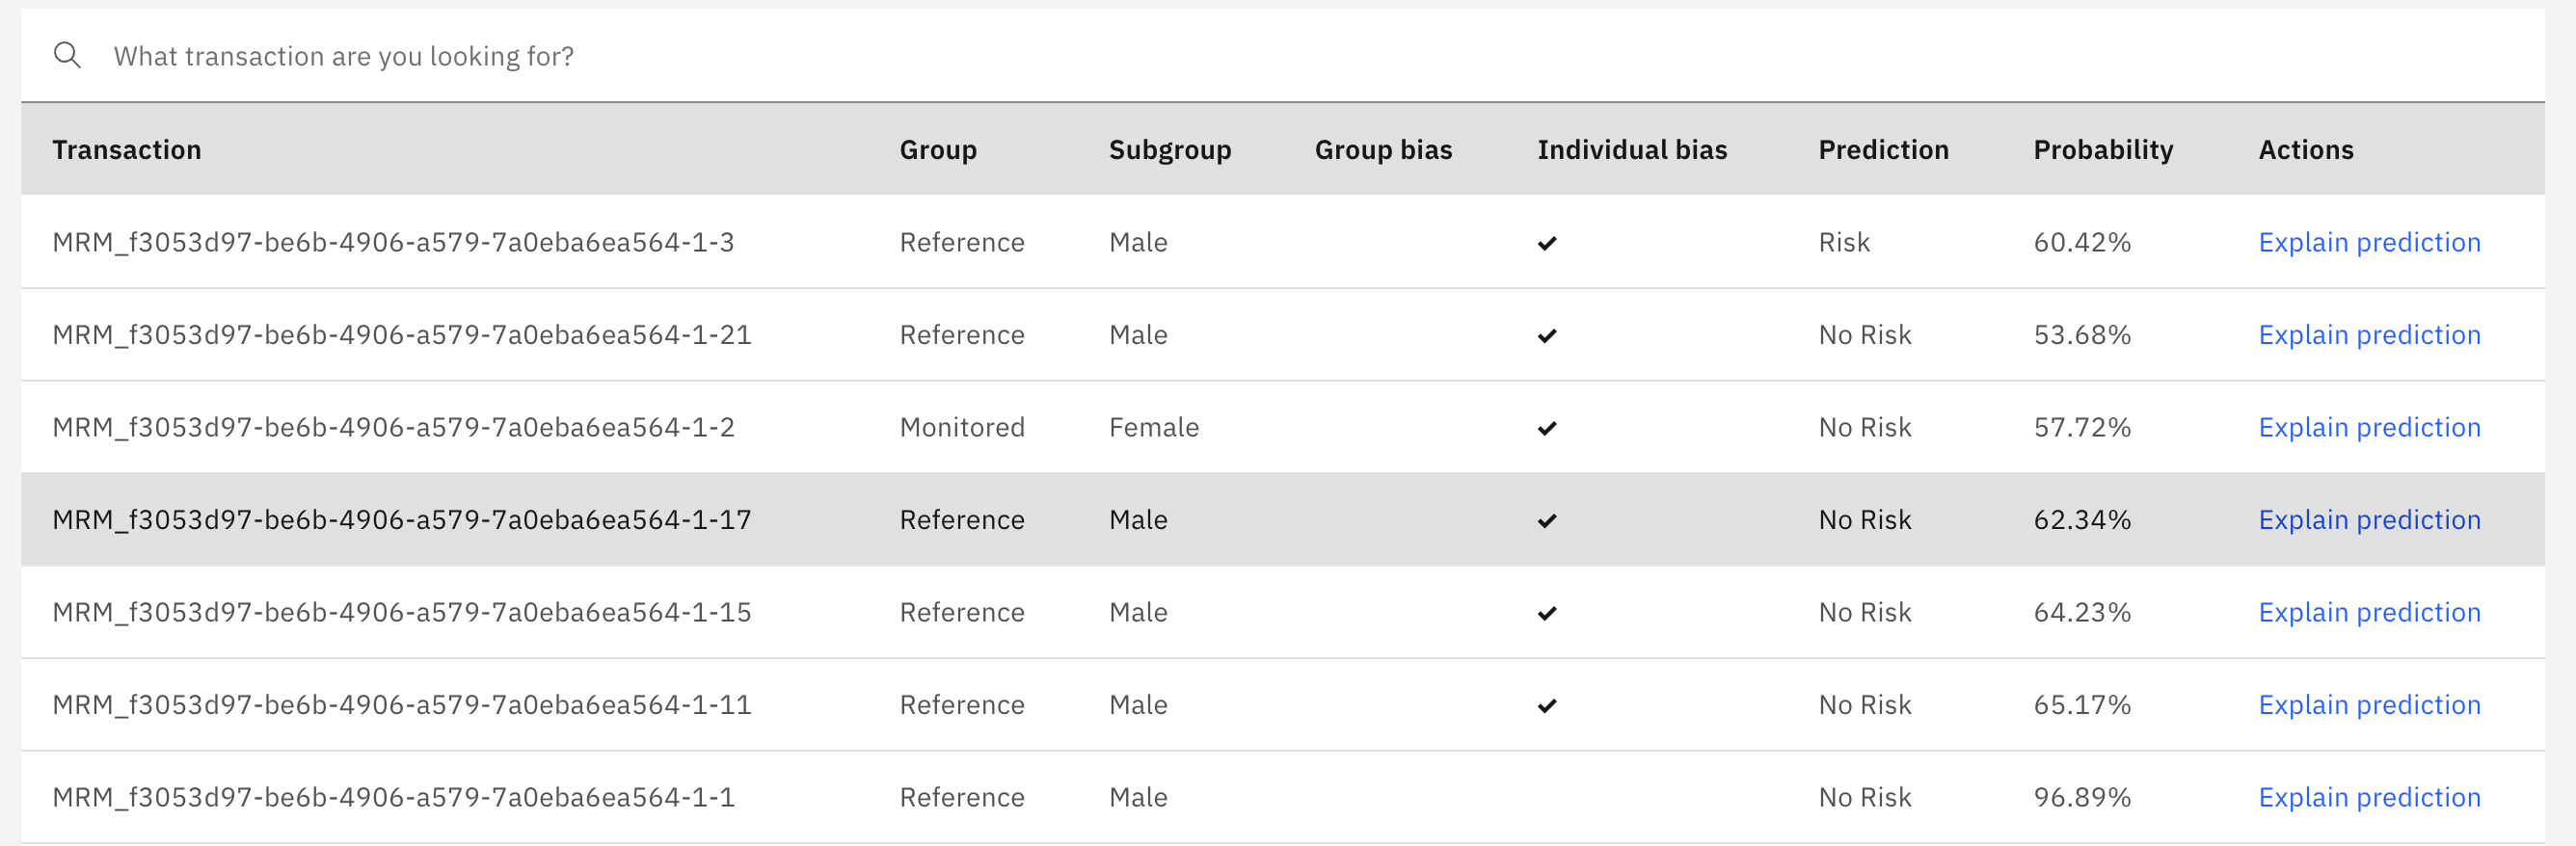 What transaction are you looking for?
Transaction Group Subgroup Group bias Individual bias Prediction Probability Actions
MRM_f3053d97-be6b-4906-a579-7a0eba6ea564-1-3 Reference Male ✔ Risk 60.42% Explain prediction
MRM_f3053d97-be6b-4906-a579-7a0eba6ea564-1-21 Reference Male ✔ No Risk 53.68% Explain prediction
MRM_f3053d97-be6b-4906-a579-7a0eba6ea564-1-2 Monitored Female ✔ No Risk 57.72% Explain prediction
MRM_f3053d97-be6b-4906-a579-7a0eba6ea564-1-17 Reference Male ✔ No Risk 62.34% Explain prediction
MRM_f3053d97-be6b-4906-a579-7a0eba6ea564-1-15 Reference Male ✔ No Risk 64.23% Explain prediction
MRM_f3053d97-be6b-4906-a579-7a0eba6ea564-1-11 Reference Male ✔ No Risk 65.17% Explain prediction
MRM_f3053d97-be6b-4906-a579-7a0eba6ea564-1-1 Reference Male No Risk 96.89% Explain prediction